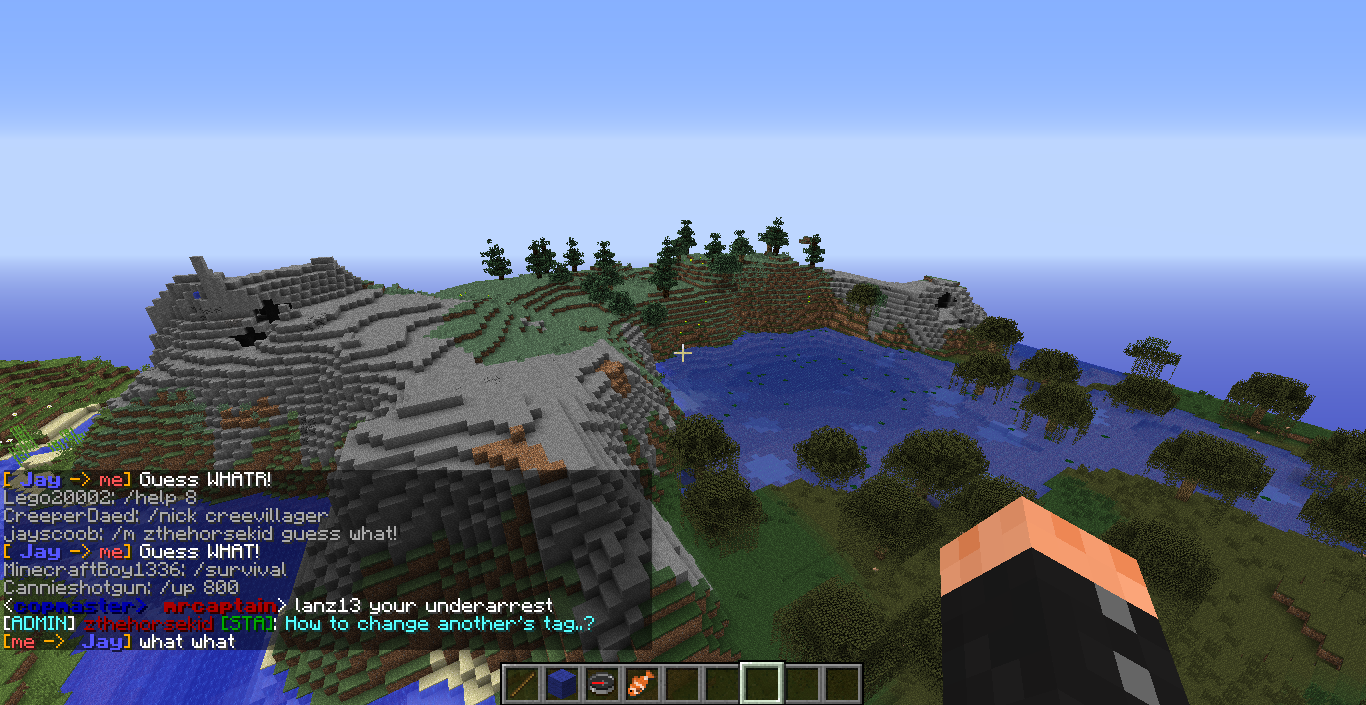 [ Jay -> me] Guess WHATR!
Lego20002: /help 8
CreeperDaed: /nick creevillager
jayscoob: /m zthehorsekid guess what!
[ Jay -> me] Guess WHAT!
MinecraftBoy1336: /survival
Cannieshotgun: /up 800
<copmaster> mrcaptain> lanz13 your underarrest
[ADMIN] zthehorsekid [STA]: How to change another's tag..?
[me -> Jay] what what